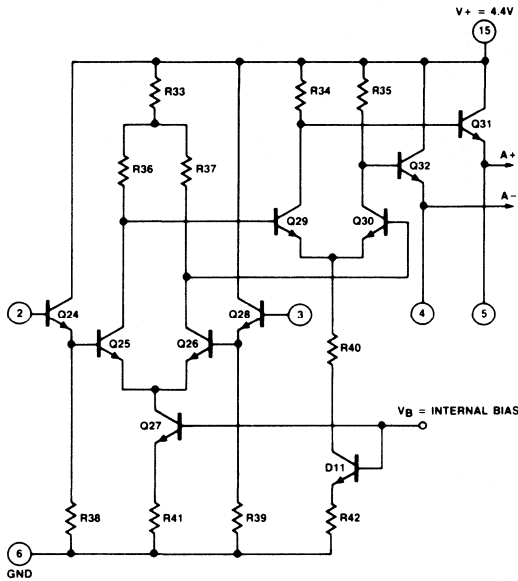 V+ = 4.4V
15
R33
R34
R35
Q31
A+
R36
R37
Q32
A−
Q29
Q30
2
Q24
Q28
3
4
5
Q25
Q26
R40
Q27
VB = INTERNAL BIAS
D11
R38
R41
R39
R42
6
GND